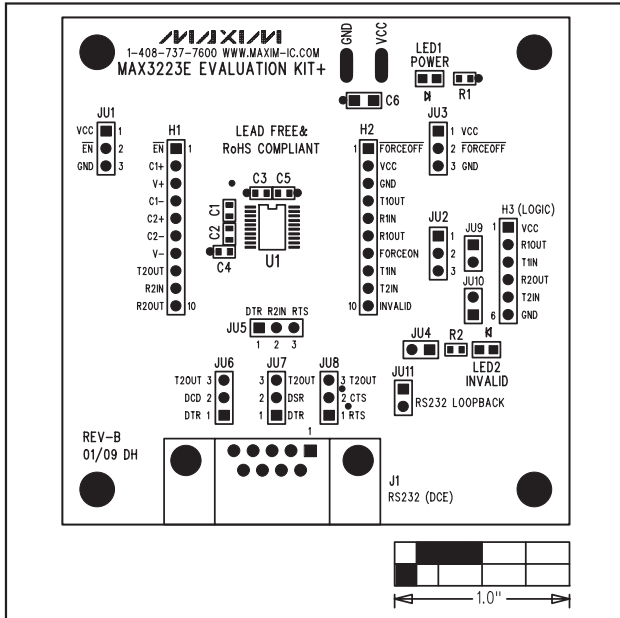 MAXIM
1-408-737-7600 WWW.MAXIM-IC.COM
MAX3223E EVALUATION KIT+
GND
VCC
LED1
POWER
C6
R1
JU1
VCC 1
EN 2
GND 3
H1
EN 1
C1+
V+
C1-
C2+
C2-
V-
T2OUT
R2IN
R2OUT 10
LEAD FREE&
RoHS COMPLIANT
C3 C5
C1
C2
C4
U1
H2
1 FORCEOFF
VCC
GND
T1OUT
R1IN
R1OUT
FORCEON
T1IN
T2IN
10 INVALID
JU3
1 VCC
2 FORCEOFF
3 GND
JU2
1
2
3
JU9
JU10
H3 (LOGIC)
1 VCC
R1OUT
T1IN
R2OUT
T2IN
6 GND
DTR R2IN RTS
JU5
1 2 3
JU4
R2
LED2
INVALID
JU6
T2OUT 3
DCD 2
DTR 1
JU7
3 T2OUT
2 DSR
1 DTR
JU8
3 T2OUT
2 CTS
1 RTS
JU11
RS232 LOOPBACK
REV-B
01/09 DH
1
J1
RS232 (DCE)
1.0"